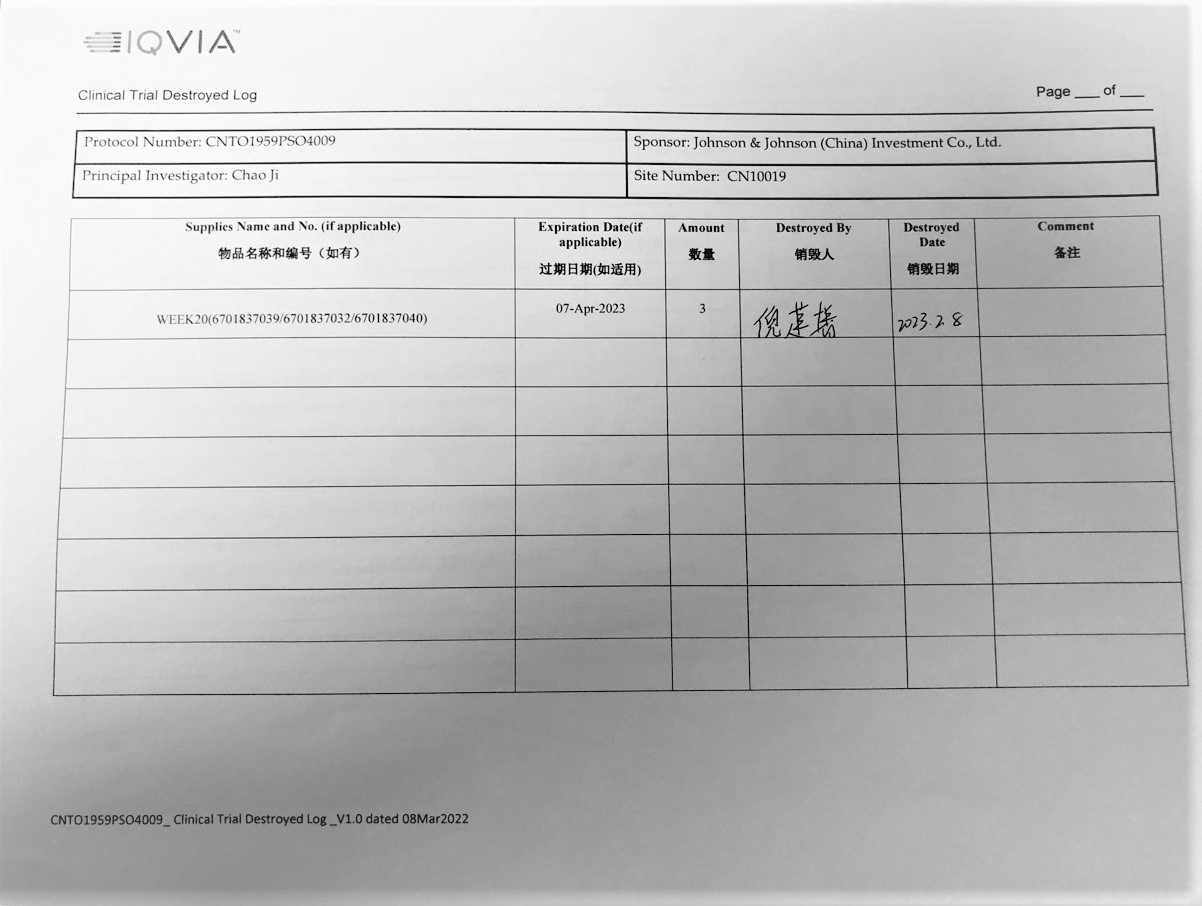 IQVIA™
Clinical Trial Destroyed Log
Page ___ of ___
Protocol Number: CNTO1959PSO4009
Sponsor: Johnson & Johnson (China) Investment Co., Ltd.
Principal Investigator: Chao Ji
Site Number: CN10019
Supplies Name and No. (if applicable)
物品名称和编号（如有）
Expiration Date(if
applicable)
过期日期(如适用)
Amount
数量
Destroyed By
销毁人
Destroyed
Date
销毁日期
Comment
备注
WEEK20(6701837039/6701837032/6701837040)
07-Apr-2023
3
2023.2.8
CNTO1959PSO4009_ Clinical Trial Destroyed Log _V1.0 dated 08Mar2022